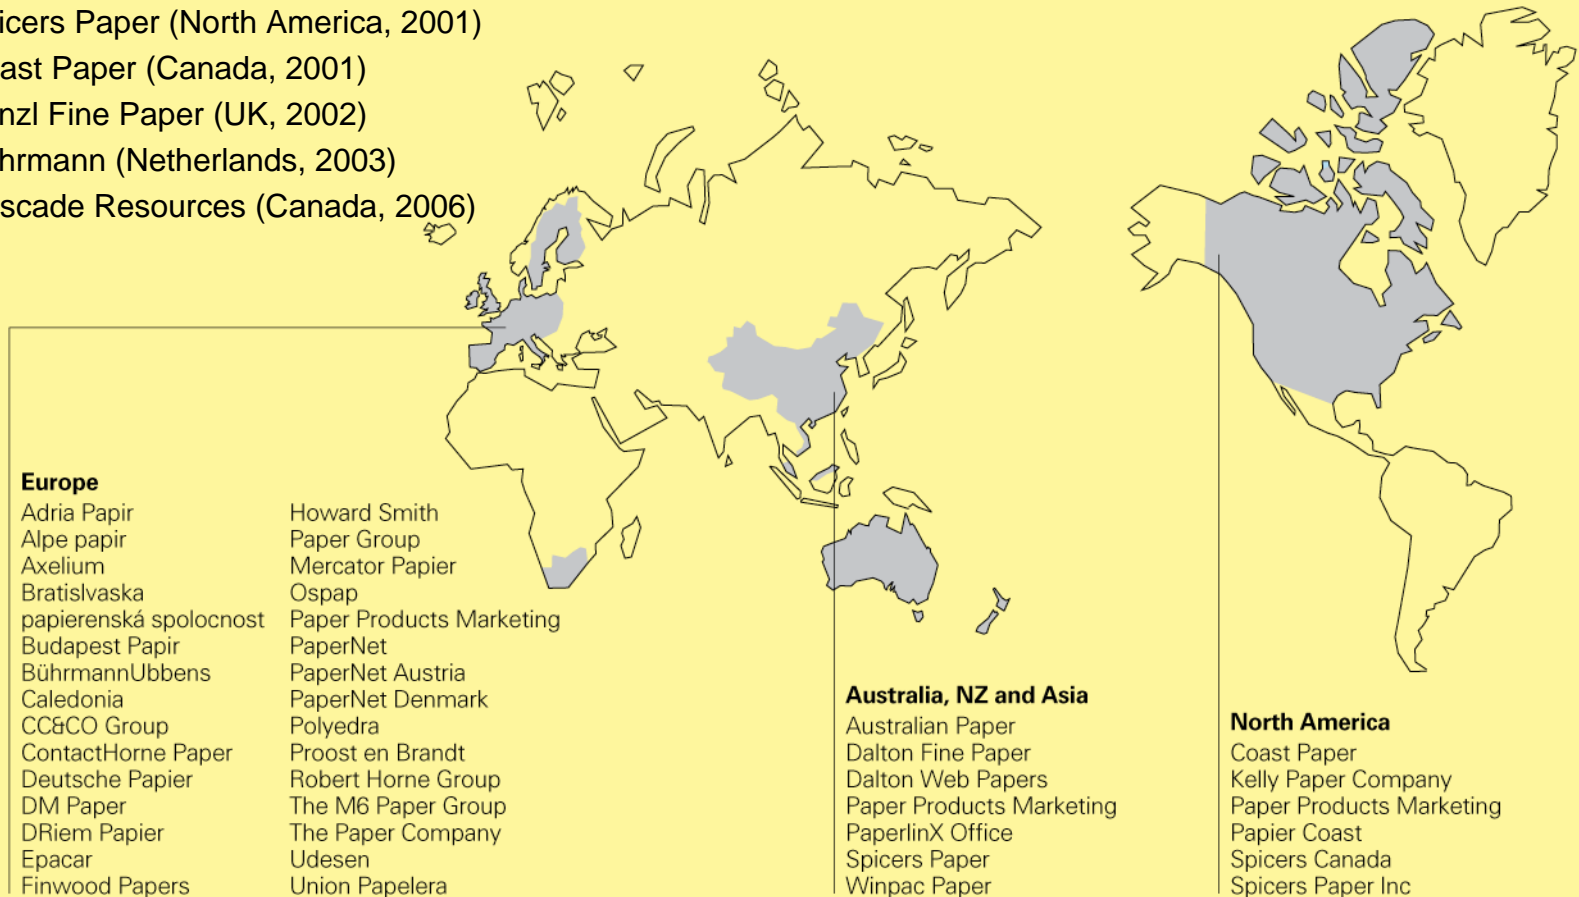 icers Paper (North America, 2001)
ast Paper (Canada, 2001)
nzl Fine Paper (UK, 2002)
hrmann (Netherlands, 2003)
scade Resources (Canada, 2006)
Europe
Adria Papir
Alpe papir
Axelium
Bratislvaska
papierenská spolocnost
Budapest Papir
BührmannUbbens
Caledonia
CC&CO Group
ContactHorne Paper
Deutsche Papier
DM Paper
DRiem Papier
Epacar
Finwood Papers
Howard Smith
Paper Group
Mercator Papier
Ospap
Paper Products Marketing
PaperNet
PaperNet Austria
PaperNet Denmark
Polyedra
Proost en Brandt
Robert Horne Group
The M6 Paper Group
The Paper Company
Udesen
Union Papelera
Australia, NZ and Asia
Australian Paper
Dalton Fine Paper
Dalton Web Papers
Paper Products Marketing
PaperlinX Office
Spicers Paper
Winpac Paper
North America
Coast Paper
Kelly Paper Company
Paper Products Marketing
Papier Coast
Spicers Canada
Spicers Paper Inc